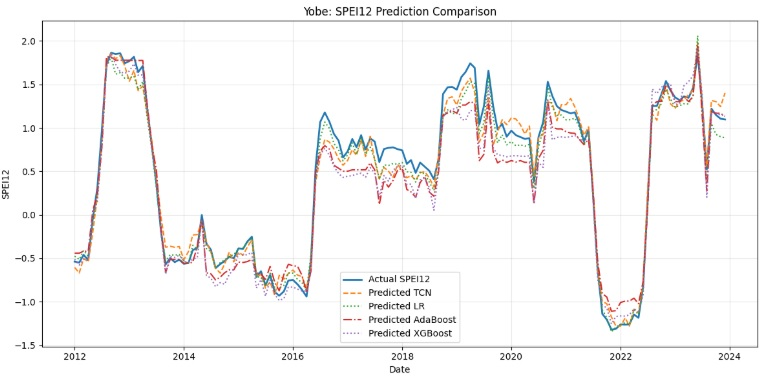 Yobe: SPEI12 Prediction Comparison
2.0
1.5
1.0
0.5
0.0
−0.5
−1.0
−1.5
SPEI12
Actual SPEI12
Predicted TCN
Predicted LR
Predicted AdaBoost
Predicted XGBoost
2012
2014
2016
2018
2020
2022
2024
Date